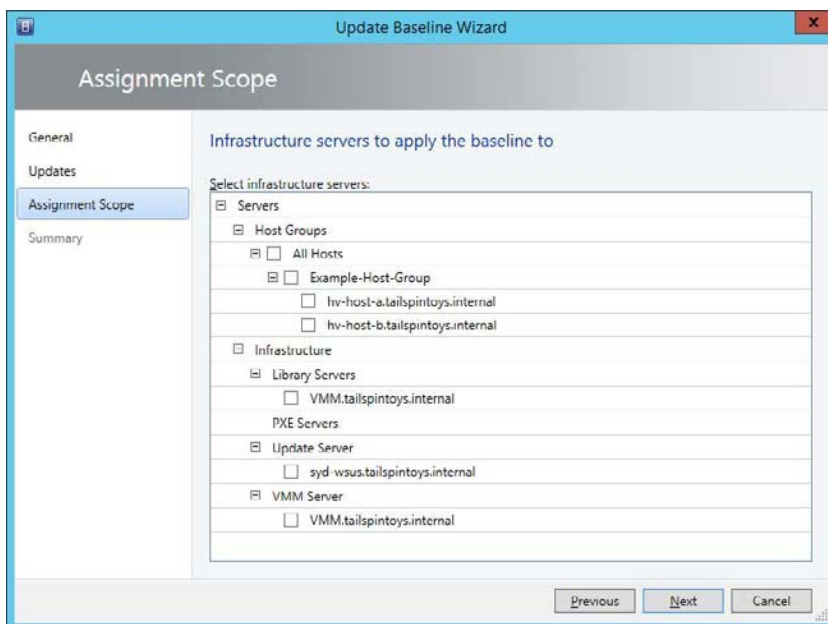 Update Baseline Wizard
x
Assignment Scope
General
Updates
Assignment Scope
Summary
Infrastructure servers to apply the baseline to
Select infrastructure servers:
Servers
Host Groups
All Hosts
Example-Host-Group
hv-host-a.tailspintoys.internal
hv-host-b.tailspintoys.internal
Infrastructure
Library Servers
VMM.tailspintoys.internal
PXE Servers
Update Server
syd-wsus.tailspintoys.internal
VMM Server
VMM.tailspintoys.internal
Previous Next Cancel